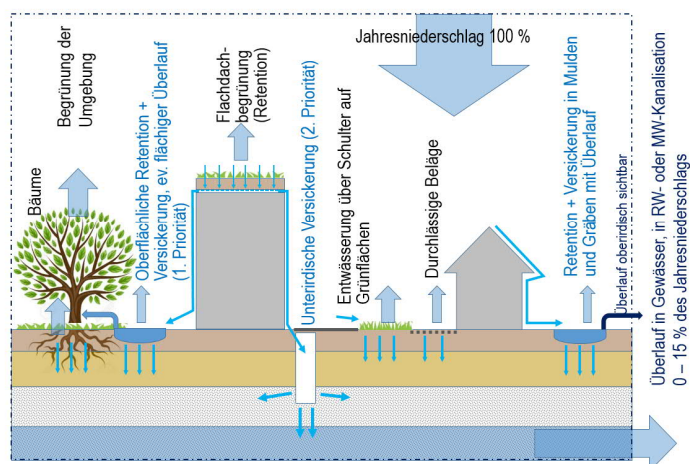 Begrünung der
Umgebung
Bäume
Oberflächliche Retention +
Versickerung, ev. flächiger Überlauf
(1. Priorität)
Flachdach-
begrünung
(Retention)
Unterirdische Versickerung (2. Priorität)
Entwässerung über Schulter auf
Grünflächen
Jahresniederschlag 100 %
Durchlässige Beläge
Retention + Versickerung in Mulden
und Gräben mit Überlauf
Überlauf oberirdisch sichtbar
Überlauf in Gewässer, in RW- oder MW-Kanalisation
0 – 15 % des Jahresniederschlags